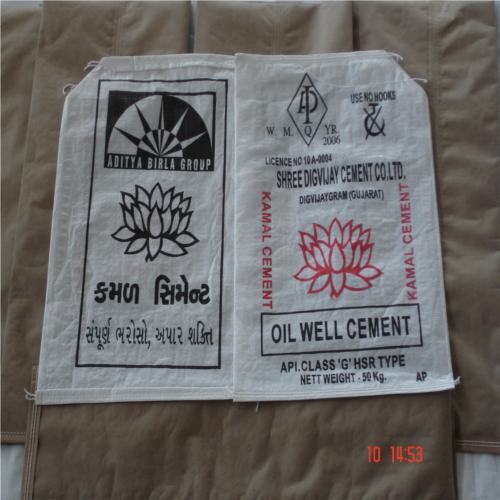 ADITYA BIRLA GROUP
કમળ સિમેન્ટ
સંપૂર્ણ ભરોસો, અપાર શક્તિ
W. M. Q YR.
2006
USE NO HOOKS
LICENCE NO 10 A-0004
SHREE DIGVIJAY CEMENT CO.LTD.
DIGVIJAYGRAM (GUJARAT)
KAMAL CEMENT
KAMAL CEMENT
OIL WELL CEMENT
API.CLASS 'G' HSR TYPE
NETT WEIGHT - 50 Kg.
AP
10 14:53